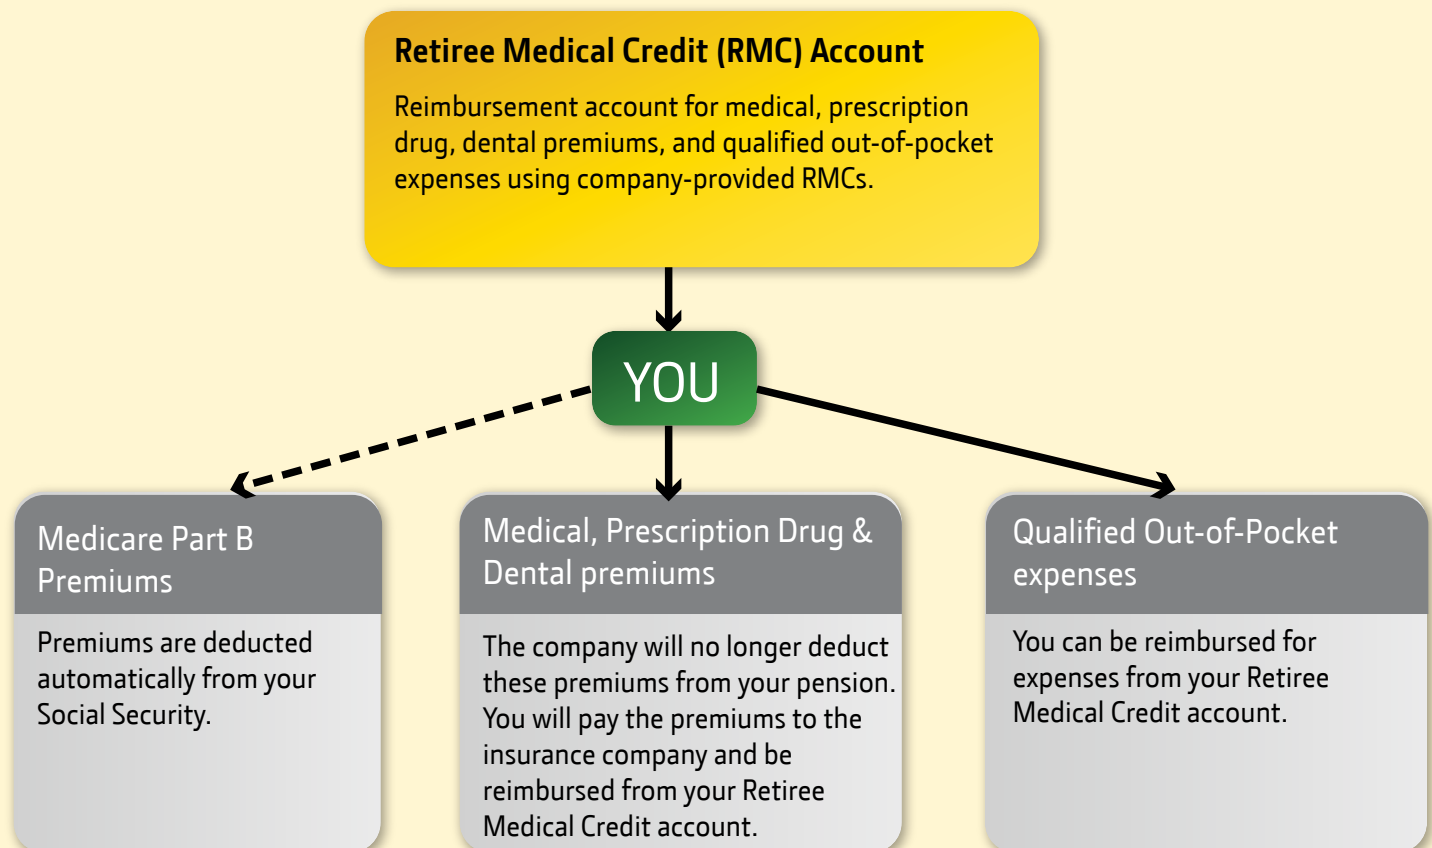 Retiree Medical Credit (RMC) Account
Reimbursement account for medical, prescription
drug, dental premiums, and qualified out-of-pocket
expenses using company-provided RMCs.
YOU
Medicare Part B
Premiums
Premiums are deducted
automatically from your
Social Security.
Medical, Prescription Drug &
Dental premiums
The company will no longer deduct
these premiums from your pension.
You will pay the premiums to the
insurance company and be
reimbursed from your Retiree
Medical Credit account.
Qualified Out-of-Pocket
expenses
You can be reimbursed for
expenses from your Retiree
Medical Credit account.